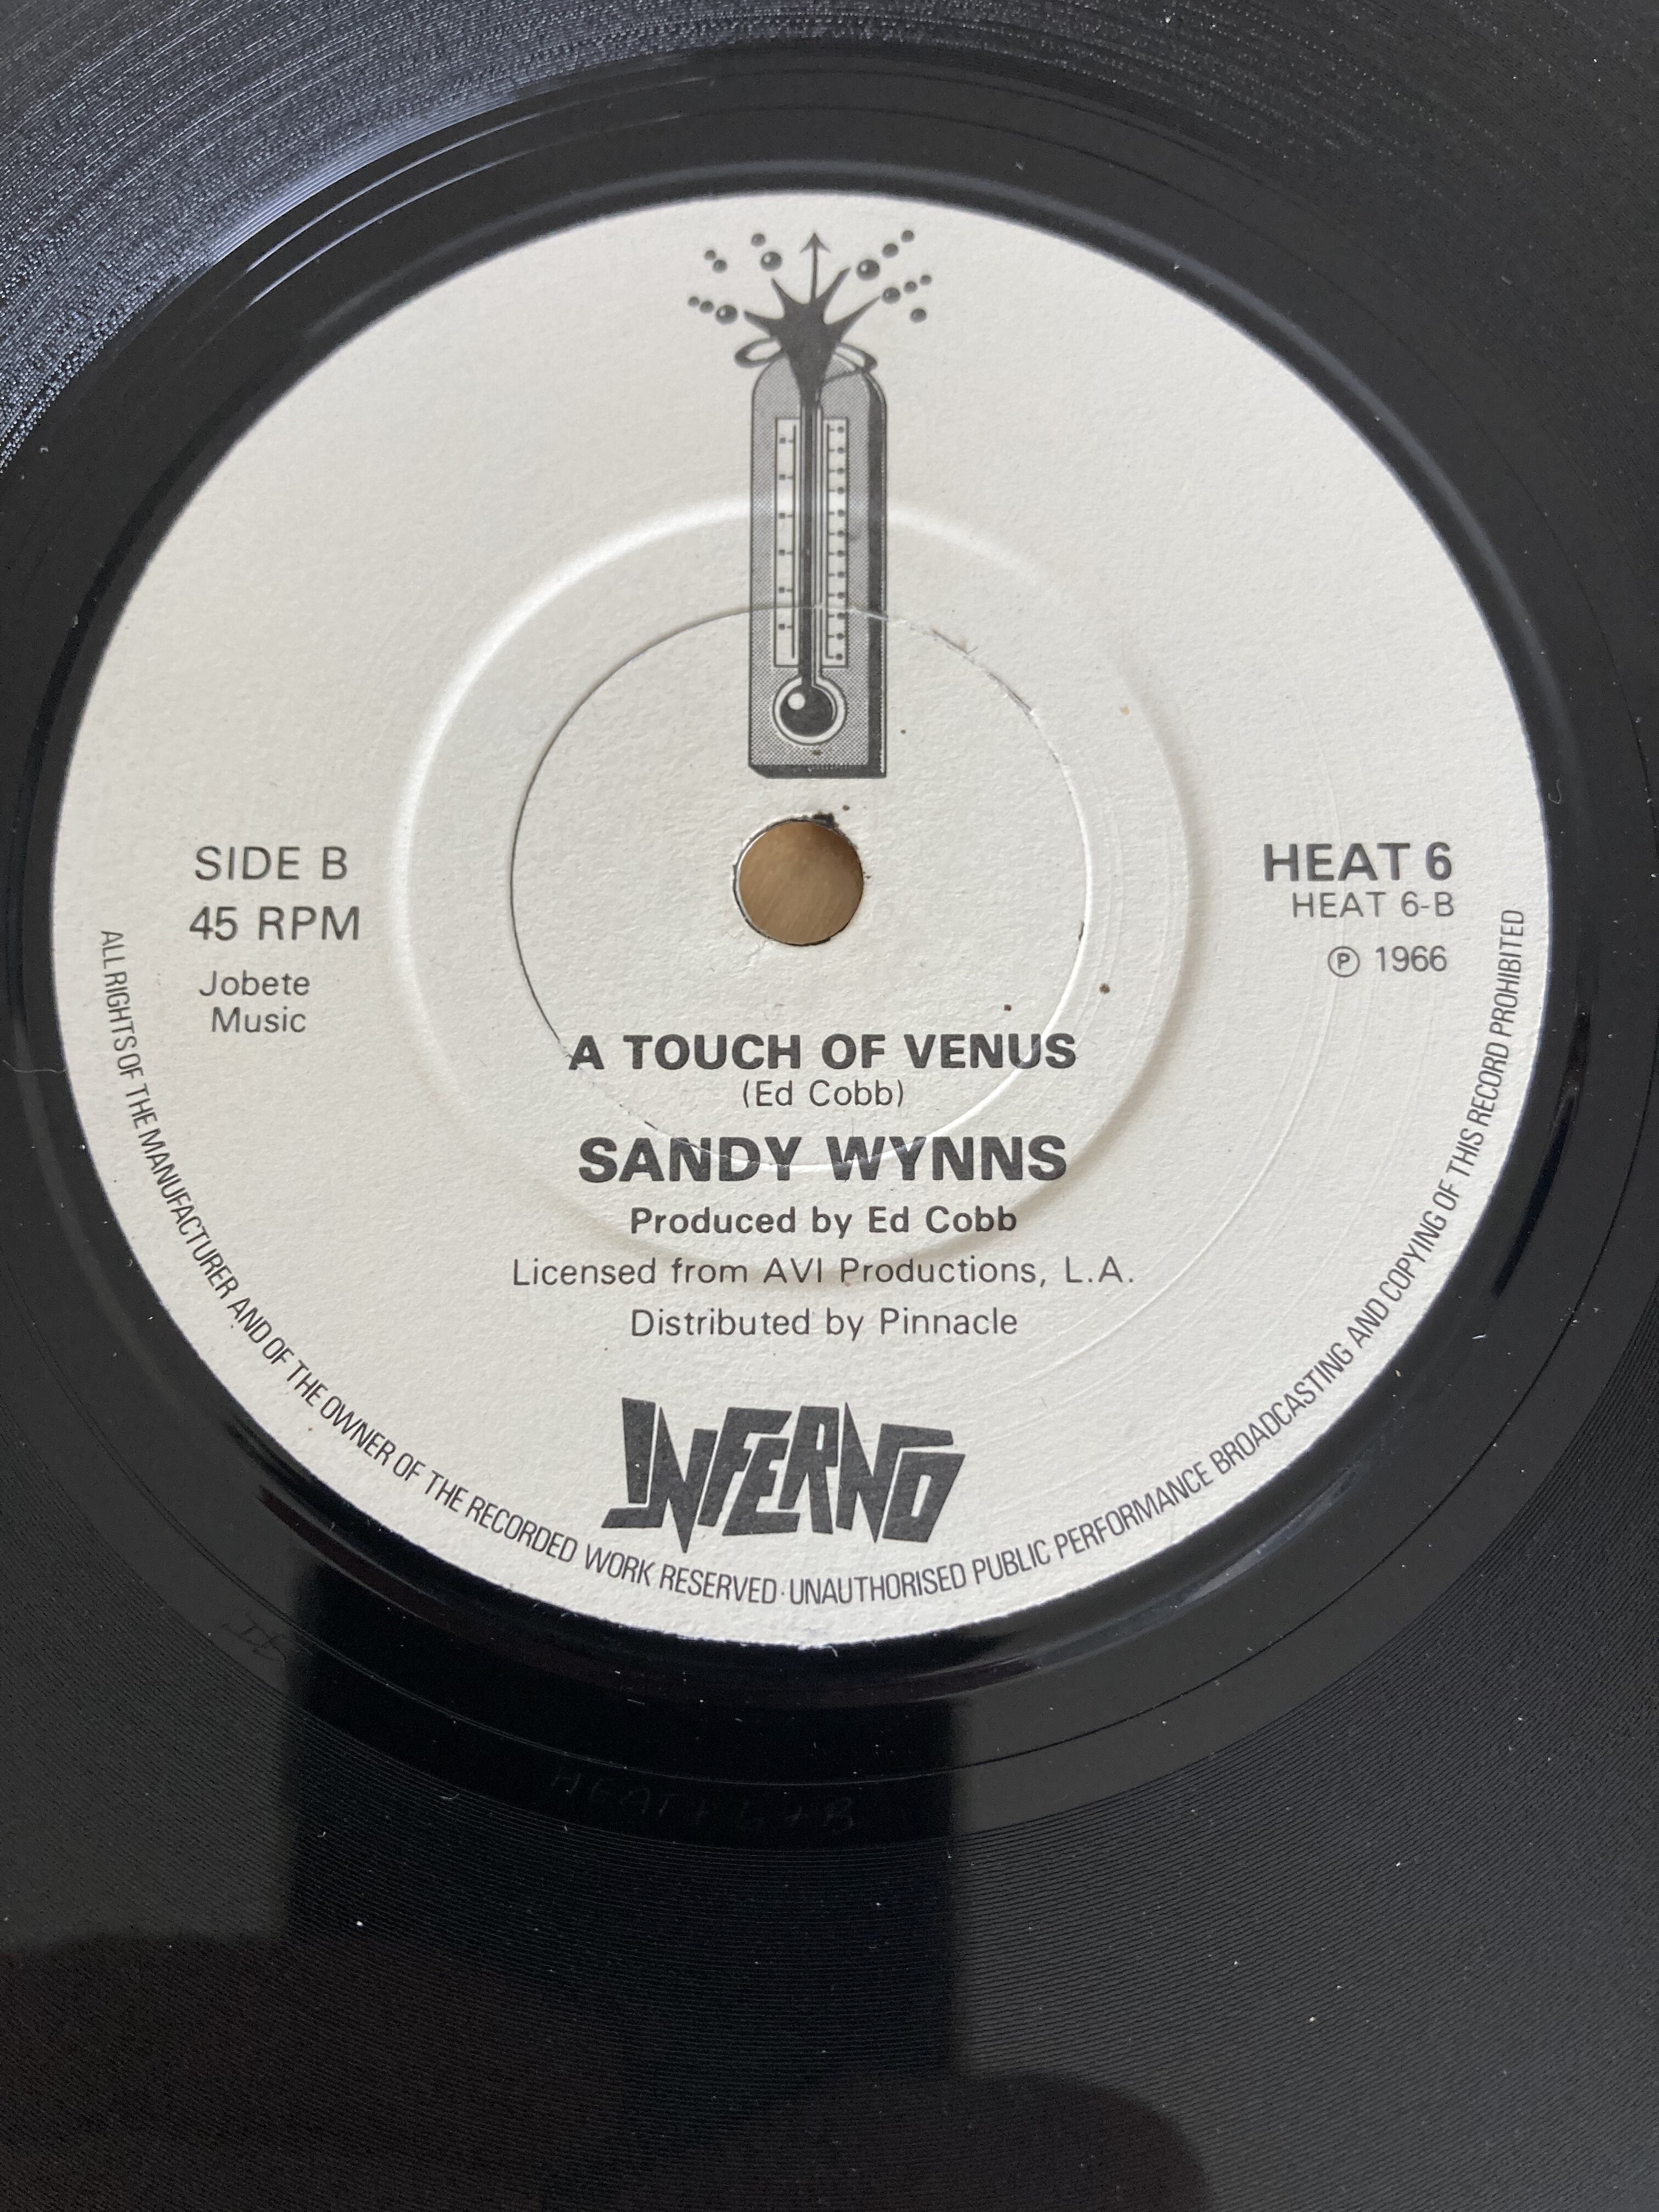 SIDE B
45 RPM
Jobete
Music
HEAT 6
HEAT 6-B
℗ 1966
A TOUCH OF VENUS
(Ed Cobb)
SANDY WYNNS
Produced by Ed Cobb
Licensed from AVI Productions, L.A.
Distributed by Pinnacle
INFERNO
ALL RIGHTS OF THE MANUFACTURER AND OF THE OWNER OF THE RECORDED WORK RESERVED · UNAUTHORISED PUBLIC PERFORMANCE BROADCASTING AND COPYING OF THIS RECORD PROHIBITED